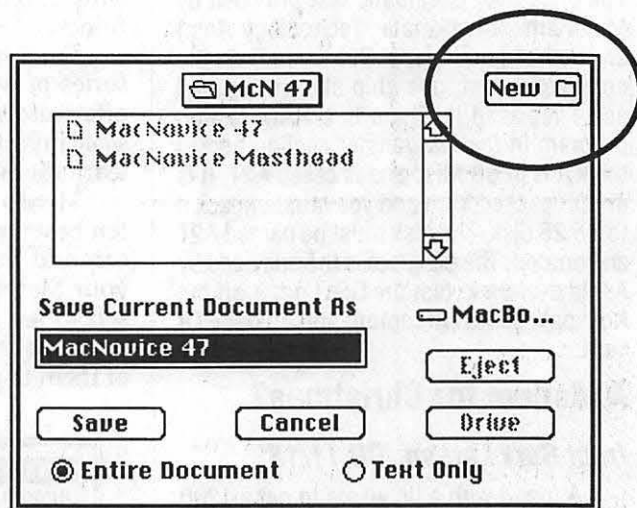 McN 47 New
MacNovice 47
MacNovice Masthead
Save Current Document As
MacBo...
MacNovice 47
Eject
Save Cancel Drive
Entire Document Text Only